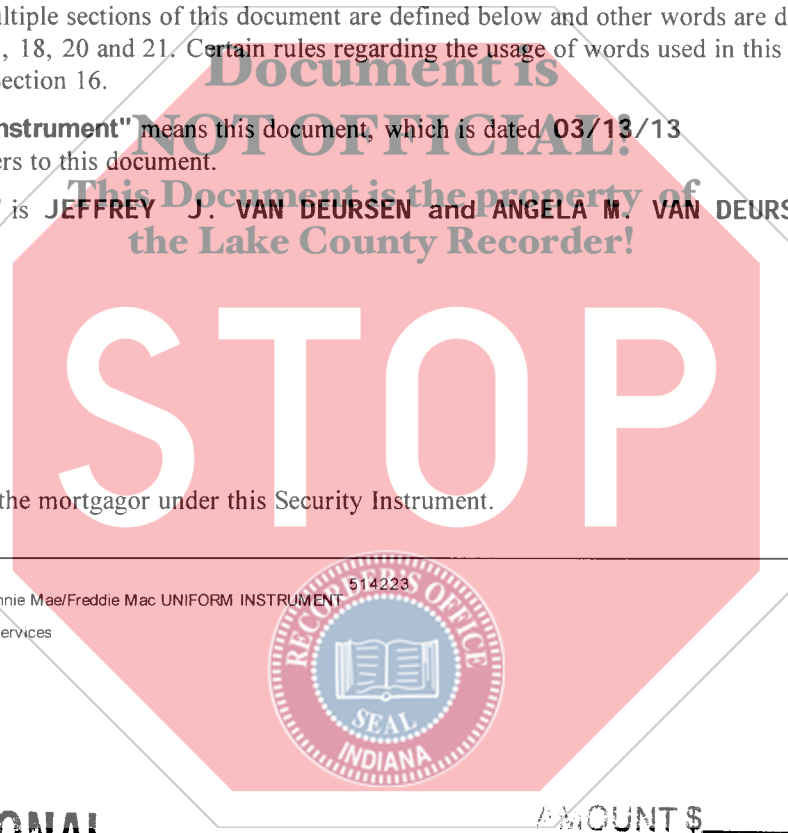 ultiple sections of this document are defined below and other words are d
, 18, 20 and 21. Certain rules regarding the usage of words used in this
ection 16.
Document is
nstrument" means this document, which is dated 03/13/13
NOT OFFICIAL!
ers to this document.
This Document is the property of
" is JEFFREY J. VAN DEURSEN and ANGELA M. VAN DEURS
the Lake County Recorder!
STOP
the mortgagor under this Security Instrument.
514223
nnie Mae/Freddie Mac UNIFORM INSTRUMENT
ervices
RECORDER'S OFFICE
SEAL
INDIANA
ONAL
AMOUNT $